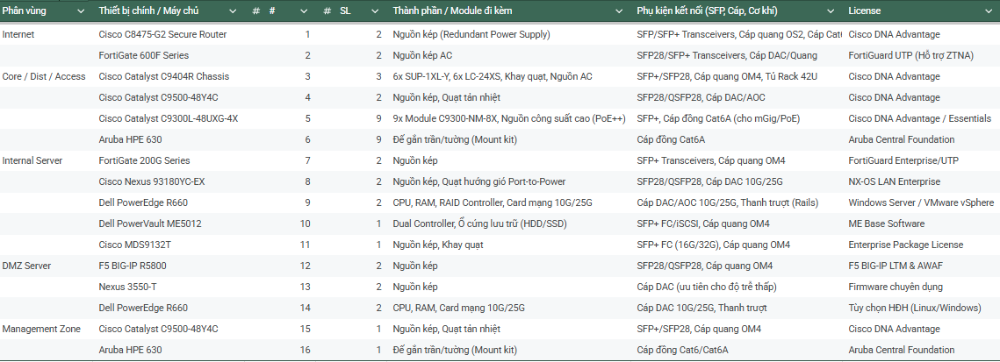 Phân vùng Thiết bị chính / Máy chủ # # # SL Thành phần / Module đi kèm Phụ kiện kết nối (SFP, Cáp, Cơ khí) License
Internet Cisco C8475-G2 Secure Router 1 2 Nguồn kép (Redundant Power Supply) SFP/SFP+ Transceivers, Cáp quang OS2, Cáp Cat Cisco DNA Advantage
FortiGate 600F Series 2 2 Nguồn kép AC SFP28/SFP+ Transceivers, Cáp DAC/Quang FortiGuard UTP (Hỗ trợ ZTNA)
Core / Dist / Access Cisco Catalyst C9404R Chassis 3 3 6x SUP-1XL-Y, 6x LC-24XS, Khay quạt, Nguồn AC SFP+/SFP28, Cáp quang OM4, Tủ Rack 42U Cisco DNA Advantage
Cisco Catalyst C9500-48Y4C 4 2 Nguồn kép, Quạt tản nhiệt SFP28/QSFP28, Cáp DAC/AOC Cisco DNA Advantage
Cisco Catalyst C9300L-48UXG-4X 5 9 9x Module C9300-NM-8X, Nguồn công suất cao (PoE++) SFP+, Cáp đồng Cat6A (cho mGig/PoE) Cisco DNA Advantage / Essentials
Aruba HPE 630 6 9 Đế gắn trần/tường (Mount kit) Cáp đồng Cat6A Aruba Central Foundation
Internal Server FortiGate 200G Series 7 2 Nguồn kép SFP+ Transceivers, Cáp quang OM4 FortiGuard Enterprise/UTP
Cisco Nexus 93180YC-EX 8 2 Nguồn kép, Quạt hướng gió Port-to-Power SFP28/QSFP28, Cáp DAC 10G/25G NX-OS LAN Enterprise
Dell PowerEdge R660 9 2 CPU, RAM, RAID Controller, Card mạng 10G/25G Cáp DAC/AOC 10G/25G, Thanh trượt (Rails) Windows Server / VMware vSphere
Dell PowerVault ME5012 10 1 Dual Controller, Ổ cứng lưu trữ (HDD/SSD) SFP+ FC/iSCSI, Cáp quang OM4 ME Base Software
Cisco MDS9132T 11 1 Nguồn kép, Khay quạt SFP+ FC (16G/32G), Cáp quang OM4 Enterprise Package License
DMZ Server F5 BIG-IP R5800 12 2 Nguồn kép SFP28/QSFP28, Cáp quang OM4 F5 BIG-IP LTM & AWAF
Nexus 3550-T 13 2 Nguồn kép Cáp DAC (ưu tiên cho độ trễ thấp) Firmware chuyên dụng
Dell PowerEdge R660 14 2 CPU, RAM, Card mạng 10G/25G Cáp DAC 10G/25G, Thanh trượt Tùy chọn HĐH (Linux/Windows)
Management Zone Cisco Catalyst C9500-48Y4C 15 1 Nguồn kép, Quạt tản nhiệt SFP+/SFP28, Cáp quang OM4 Cisco DNA Advantage
Aruba HPE 630 16 1 Đế gắn trần/tường (Mount kit) Cáp đồng Cat6/Cat6A Aruba Central Foundation